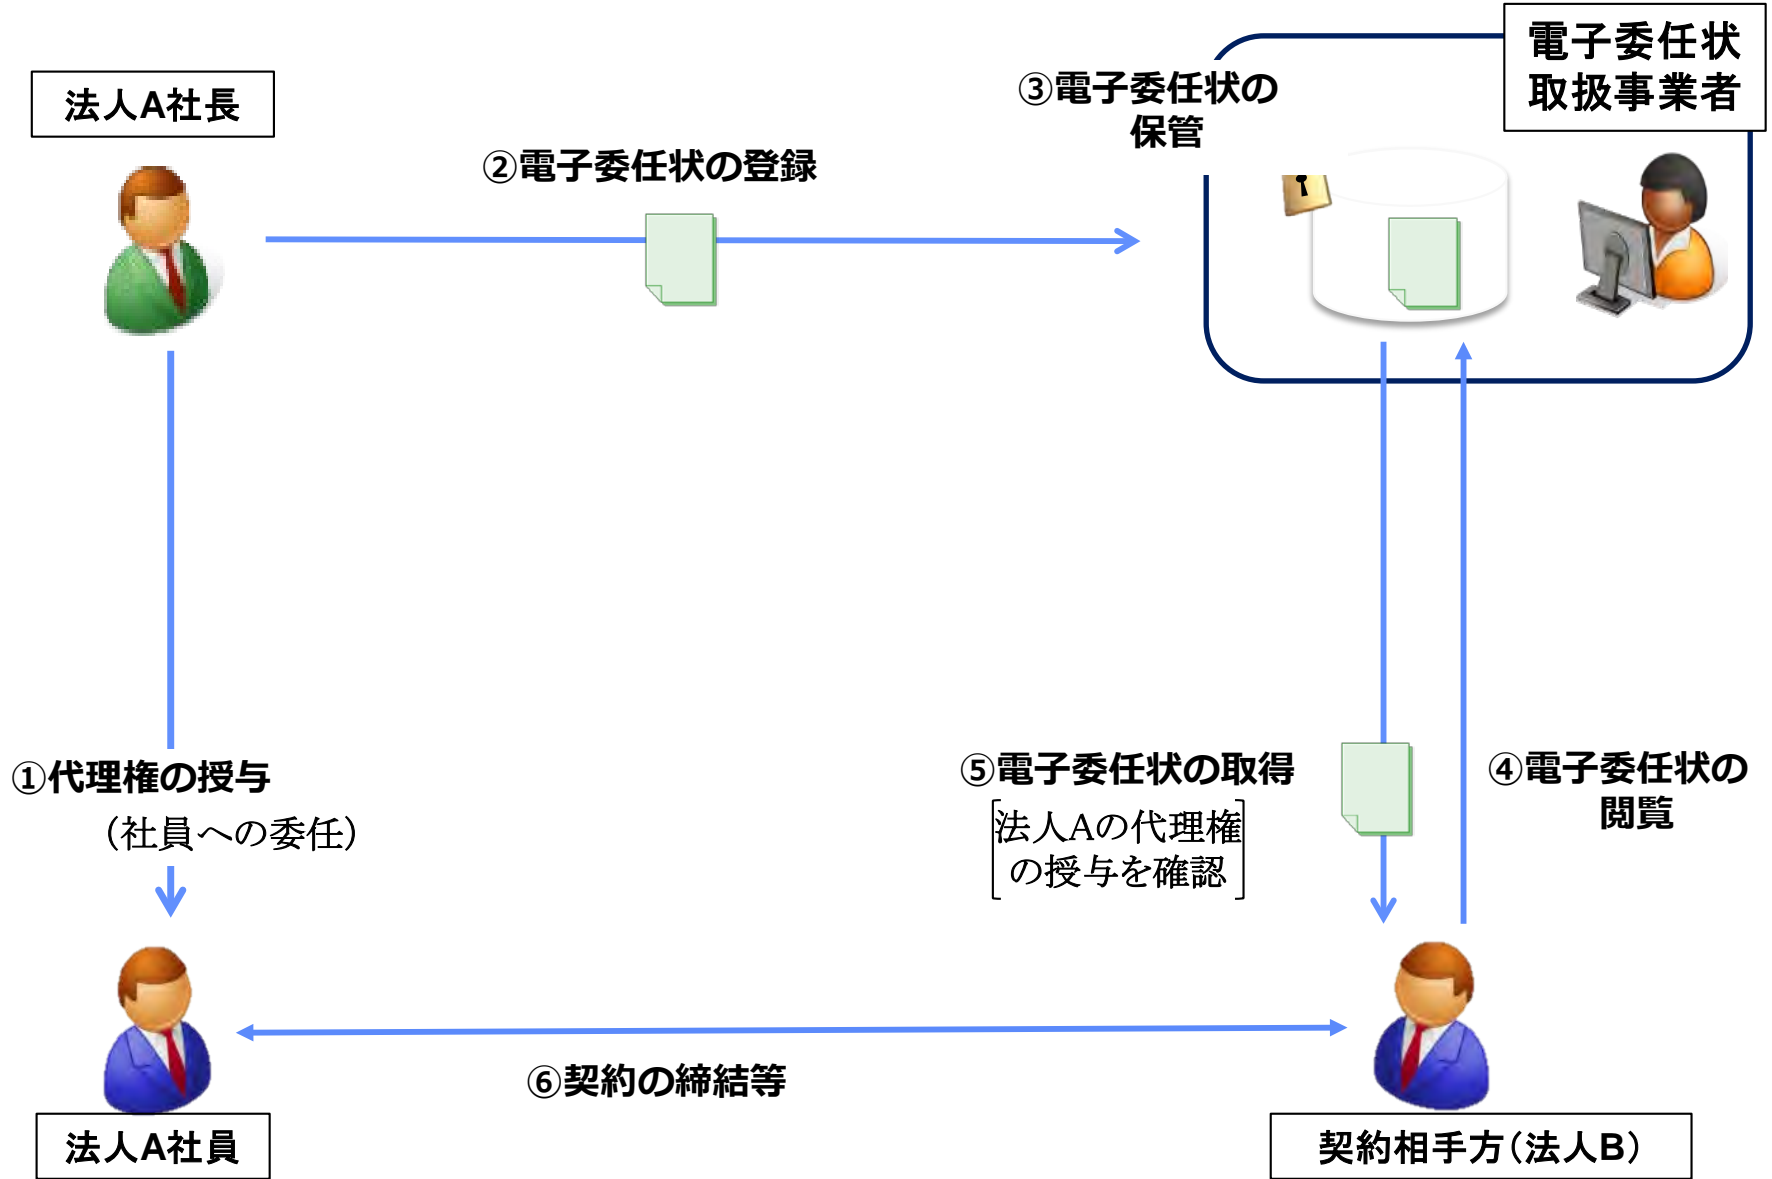 電子委任状
取扱事業者
法人A社長
③電子委任状の
保管
②電子委任状の登録
①代理権の授与
（社員への委任）
⑤電子委任状の取得
法人Aの代理権
の授与を確認
④電子委任状の
閲覧
⑥契約の締結等
法人A社員
契約相手方（法人B）